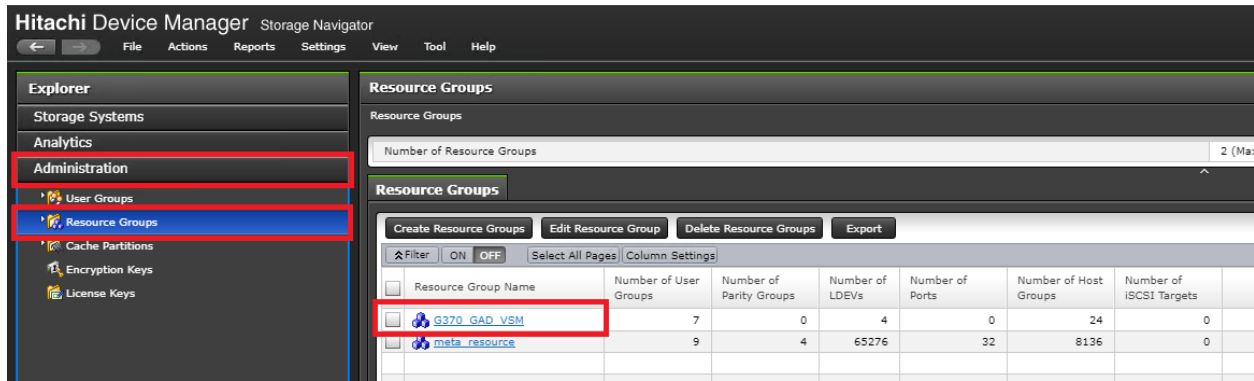 Hitachi Device Manager Storage Navigator
File Actions Reports Settings View Tool Help
Explorer
Storage Systems
Analytics
Administration
User Groups
Resource Groups
Cache Partitions
Encryption Keys
License Keys
Resource Groups
Resource Groups
Number of Resource Groups 2 (Max
Resource Groups
Create Resource Groups Edit Resource Group Delete Resource Groups Export
Filter ON OFF Select All Pages Column Settings
Resource Group Name Number of User Groups Number of Parity Groups Number of LDEVs Number of Ports Number of Host Groups Number of iSCSI Targets
G370_GAD_VSM 7 0 4 0 24 0
meta_resource 9 4 65276 32 8136 0